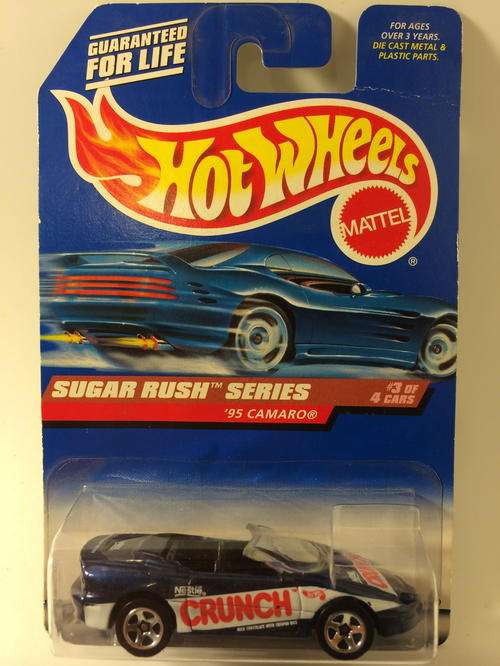 GUARANTEED
FOR LIFE
FOR AGES
OVER 3 YEARS.
DIE CAST METAL &
PLASTIC PARTS.
HOT WHEELS
MATTEL
®
SUGAR RUSH™ SERIES
#3 OF
4 CARS
'95 CAMARO®
Nestlé
CRUNCH